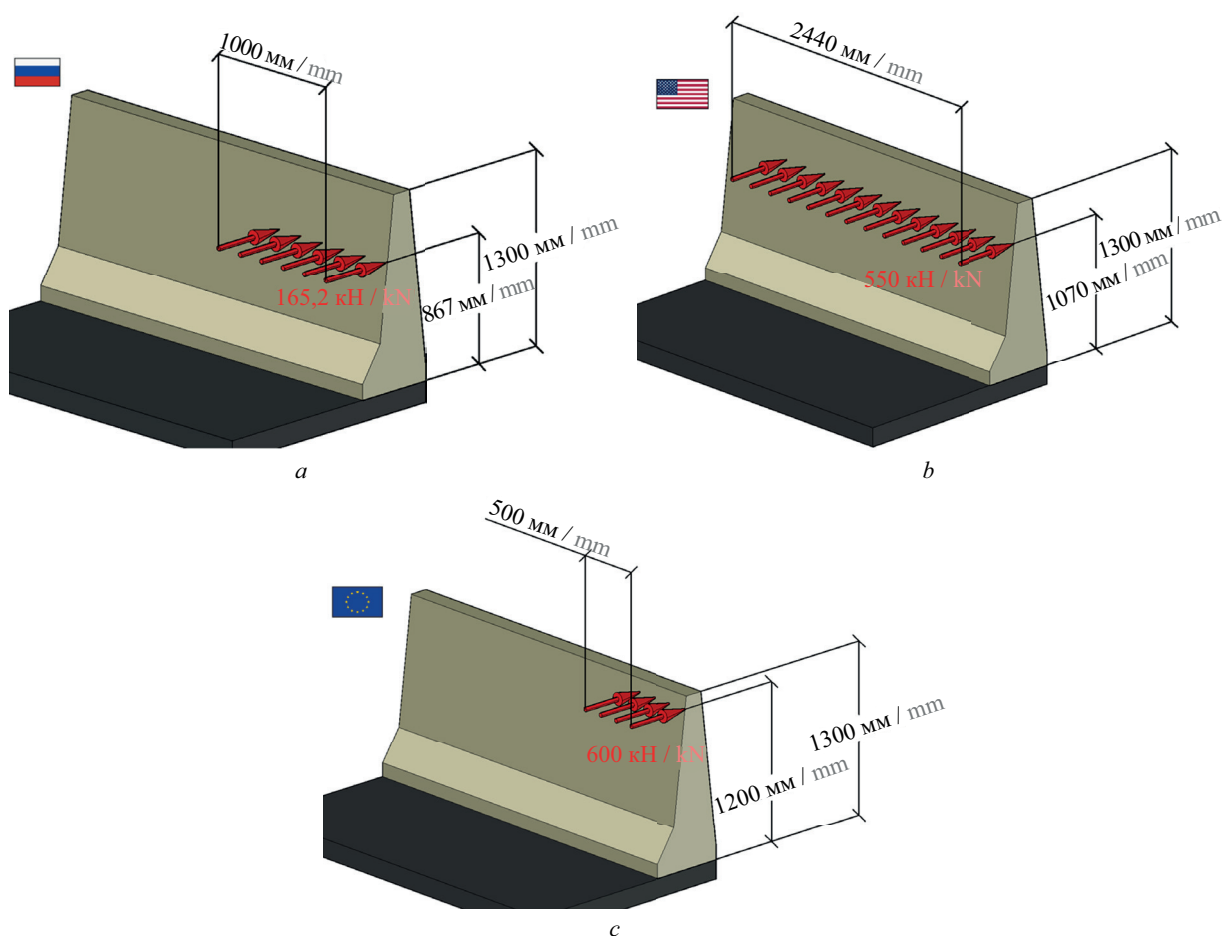 1000 мм / mm
1300 мм / mm
867 мм / mm
165,2 кН / kN
a
2440 мм / mm
1300 мм / mm
1070 мм / mm
550 кН / kN
b
500 мм / mm
1300 мм / mm
1200 мм / mm
600 кН / kN
c